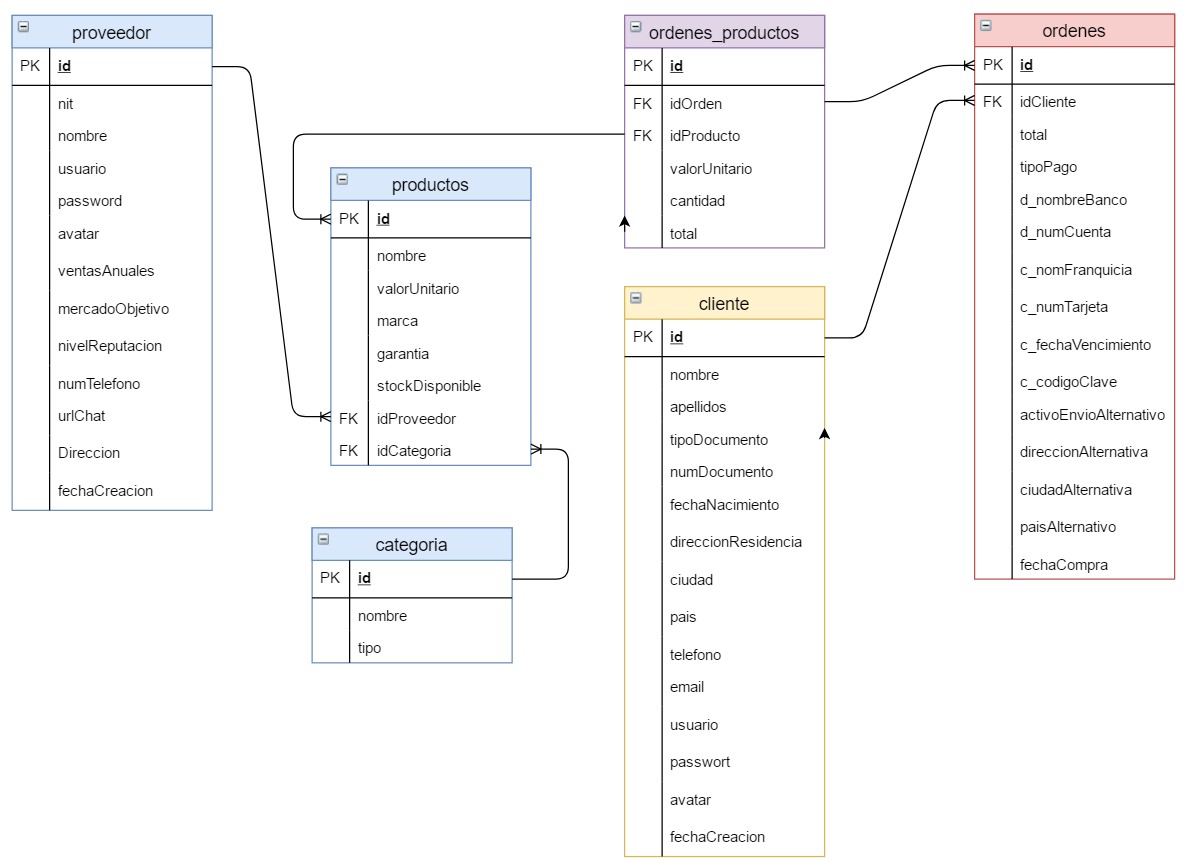 proveedor
PK id
nit
nombre
usuario
password
avatar
ventasAnuales
mercadoObjetivo
nivelReputacion
numTelefono
urlChat
Direccion
fechaCreacion
productos
PK id
nombre
valorUnitario
marca
garantia
stockDisponible
FK idProveedor
FK idCategoria
categoria
PK id
nombre
tipo
ordenes_productos
PK id
FK idOrden
FK idProducto
valorUnitario
cantidad
total
cliente
PK id
nombre
apellidos
tipoDocumento
numDocumento
fechaNacimiento
direccionResidencia
ciudad
pais
telefono
email
usuario
passwort
avatar
fechaCreacion
ordenes
PK id
FK idCliente
total
tipoPago
d_nombreBanco
d_numCuenta
c_nomFranquicia
c_numTarjeta
c_fechaVencimiento
c_codigoClave
activoEnvioAlternativo
direccionAlternativa
ciudadAlternativa
paisAlternativo
fechaCompra